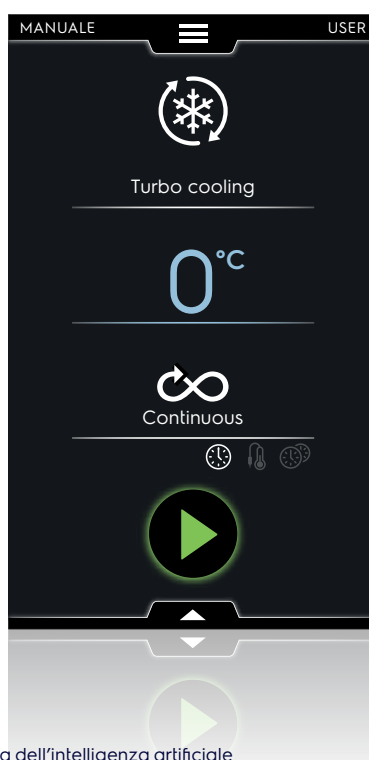 MANUALE USER
Turbo cooling
0°C
Continuous
a dell'intelligenza artificiale